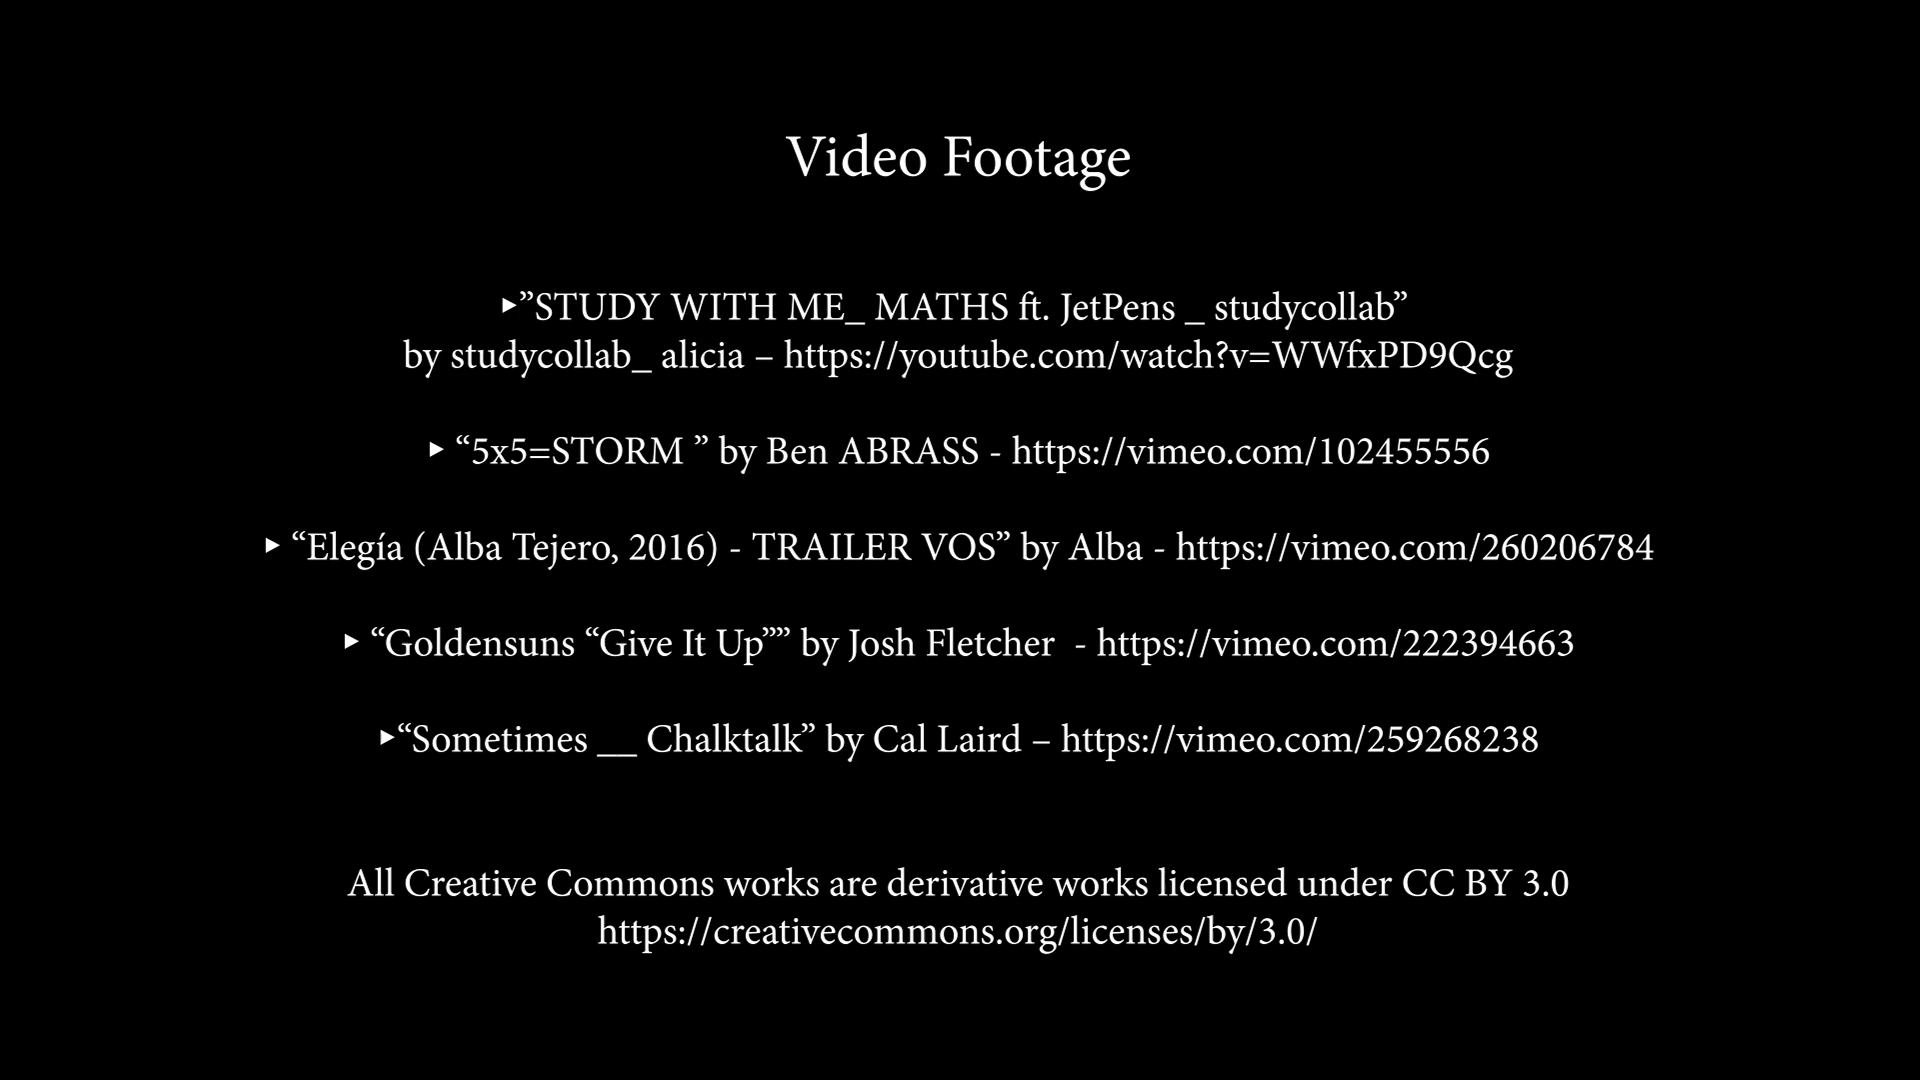 Video Footage
▸”STUDY WITH ME_ MATHS ft. JetPens _ studycollab”
by studycollab_ alicia – https://youtube.com/watch?v=WWfxPD9Qcg
▸ “5x5=STORM ” by Ben ABRASS - https://vimeo.com/102455556
▸ “Elegía (Alba Tejero, 2016) - TRAILER VOS” by Alba - https://vimeo.com/260206784
▸ “Goldensuns “Give It Up”” by Josh Fletcher  - https://vimeo.com/222394663
▸“Sometimes __ Chalktalk” by Cal Laird – https://vimeo.com/259268238
All Creative Commons works are derivative works licensed under CC BY 3.0
https://creativecommons.org/licenses/by/3.0/